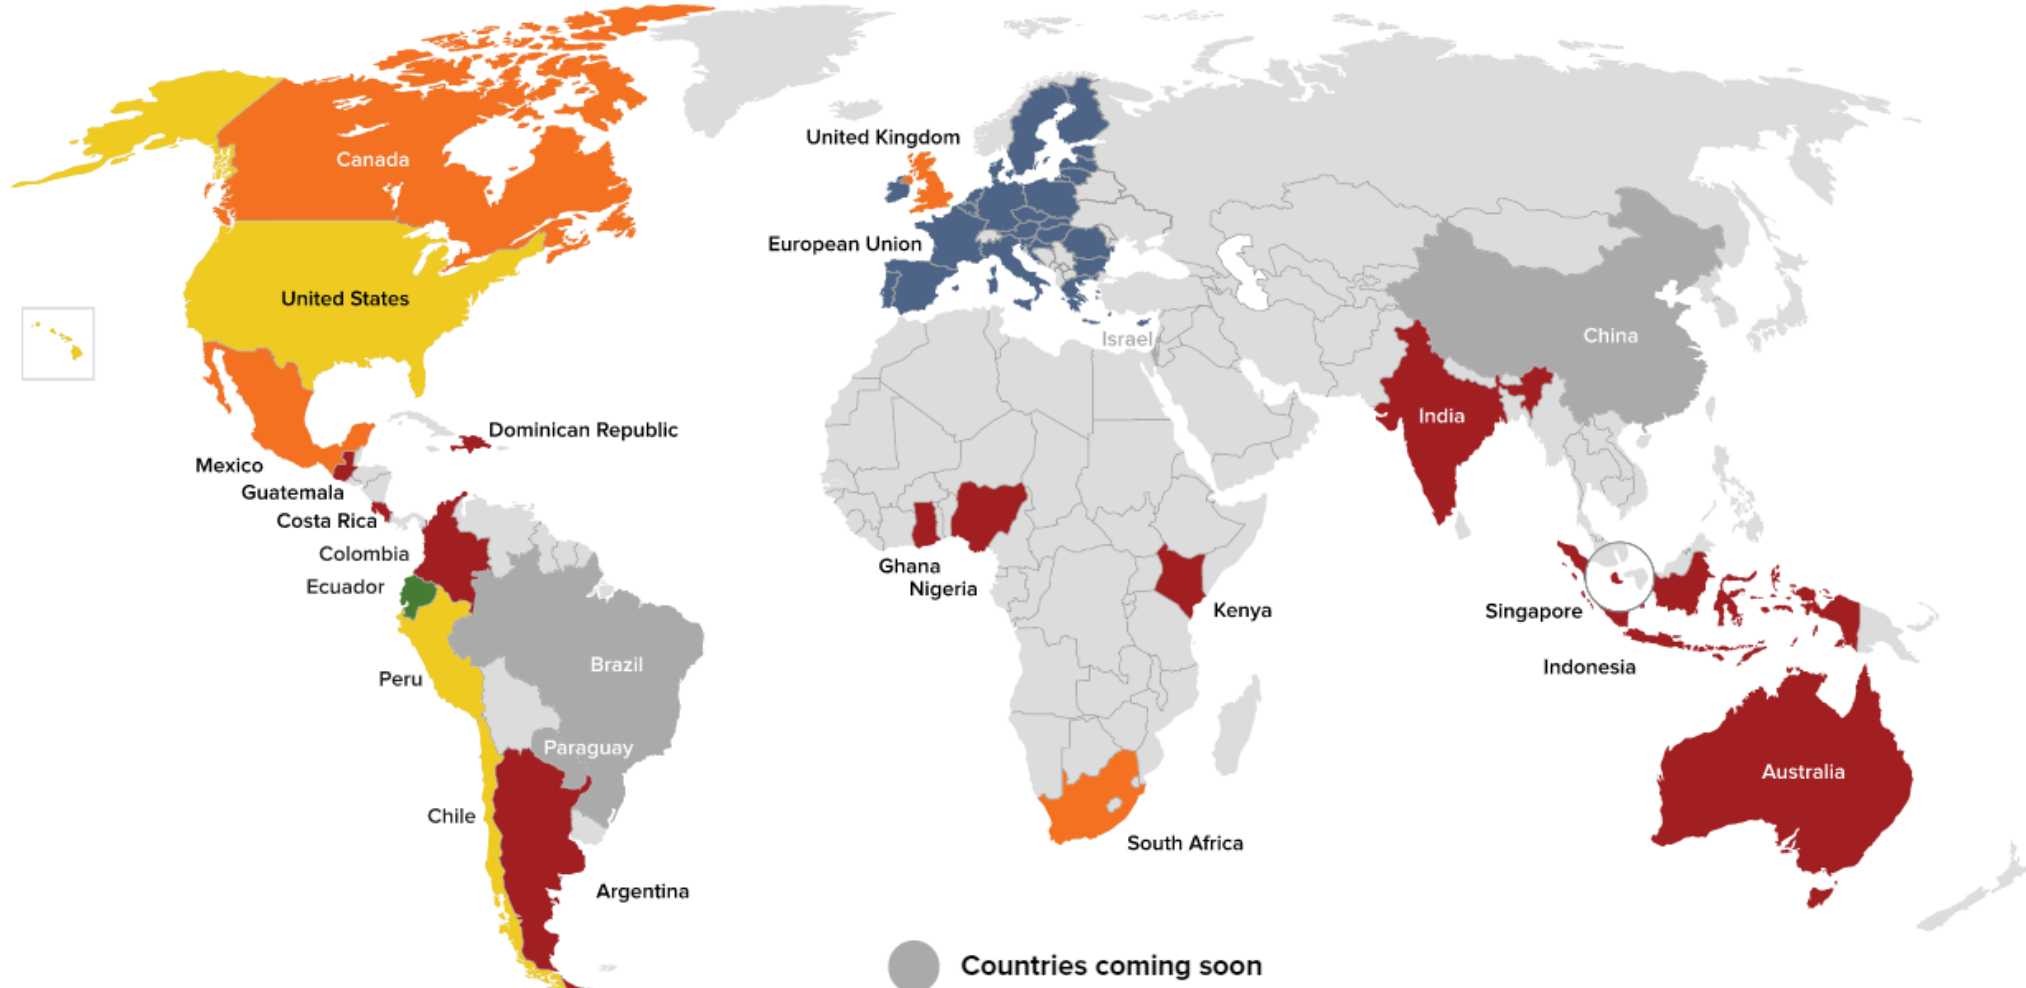 Canada
United States
United Kingdom
European Union
Israel
China
India
Dominican Republic
Mexico
Guatemala
Costa Rica
Colombia
Ecuador
Ghana
Nigeria
Kenya
Singapore
Indonesia
Peru
Brazil
Paraguay
Australia
Chile
South Africa
Argentina
Countries coming soon